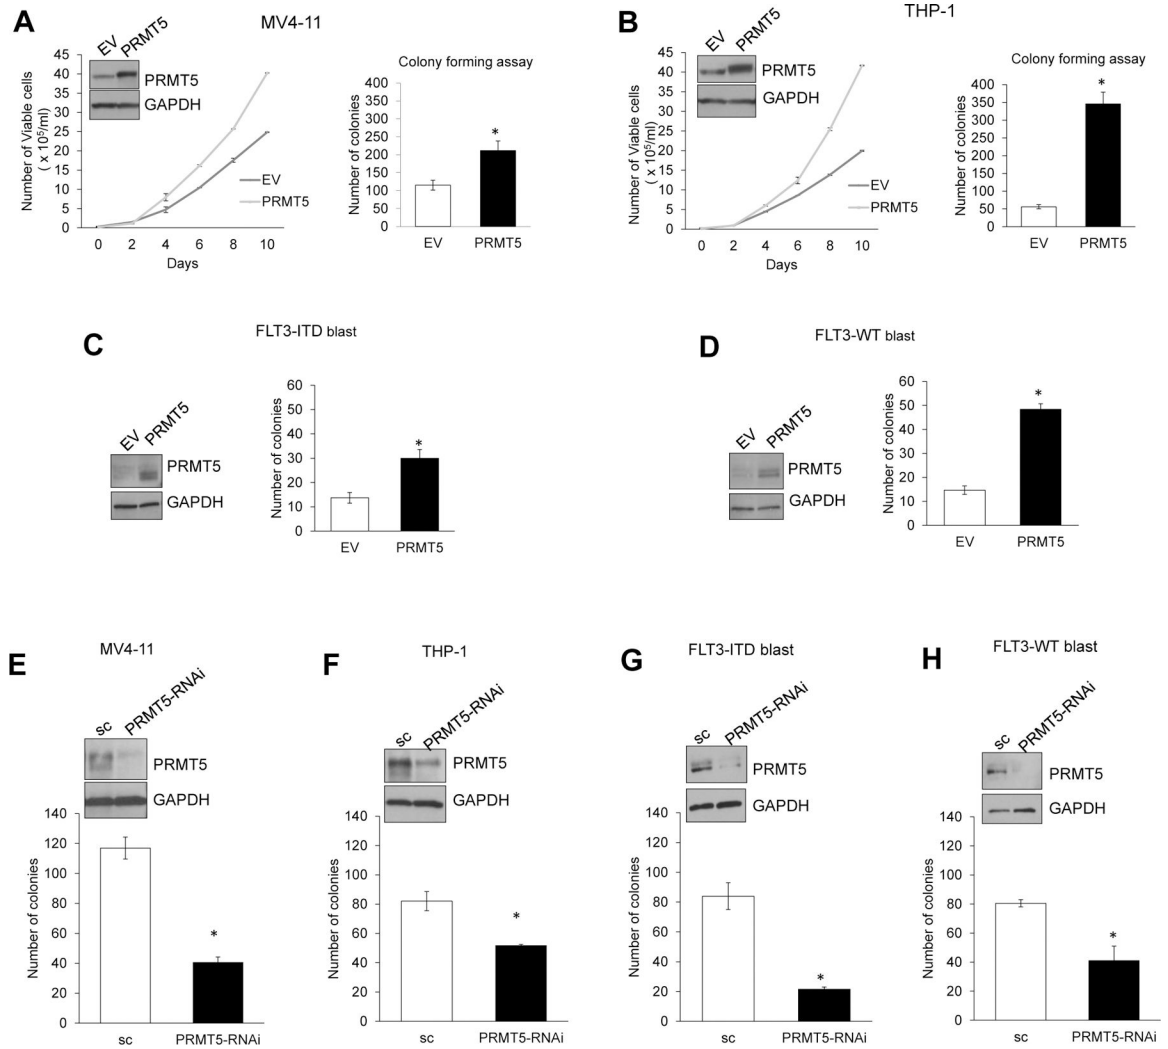 A
MV4-11
EV
PRMT5
PRMT5
GAPDH
Number of Viable cells
( x 10⁵/ml)
45
40
35
30
25
20
15
10
5
0
EV
PRMT5
0 2 4 6 8 10
Days
Colony forming assay
Number of colonies
400
350
300
250
200
150
100
50
0
*
EV PRMT5
B
THP-1
EV
PRMT5
PRMT5
GAPDH
Number of Viable cells
( x 10⁵/ml)
45
40
35
30
25
20
15
10
5
0
EV
PRMT5
0 2 4 6 8 10
Days
Colony forming assay
Number of colonies
400
350
300
250
200
150
100
50
0
*
EV PRMT5
C
FLT3-ITD blast
EV
PRMT5
PRMT5
GAPDH
Number of colonies
60
50
40
30
20
10
0
*
EV PRMT5
D
FLT3-WT blast
EV
PRMT5
PRMT5
GAPDH
Number of colonies
60
50
40
30
20
10
0
*
EV PRMT5
E
MV4-11
sc
PRMT5-RNAi
PRMT5
GAPDH
Number of colonies
140
120
100
80
60
40
20
0
*
sc PRMT5-RNAi
F
THP-1
sc
PRMT5-RNAi
PRMT5
GAPDH
Number of colonies
140
120
100
80
60
40
20
0
*
sc PRMT5-RNAi
G
FLT3-ITD blast
sc
PRMT5-RNAi
PRMT5
GAPDH
Number of colonies
140
120
100
80
60
40
20
0
*
sc PRMT5-RNAi
H
FLT3-WT blast
sc
PRMT5-RNAi
PRMT5
GAPDH
Number of colonies
140
120
100
80
60
40
20
0
*
sc PRMT5-RNAi